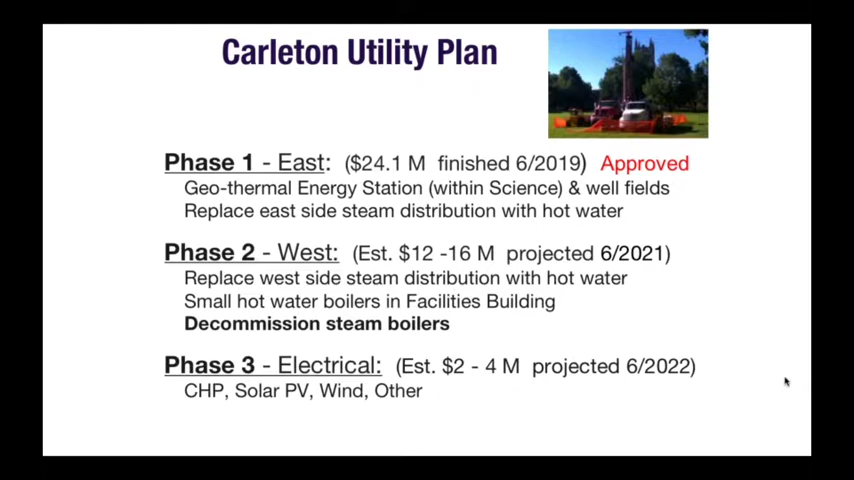 Carleton Utility Plan
Phase 1 - East: ($24.1 M finished 6/2019) Approved
Geo-thermal Energy Station (within Science) & well fields
Replace east side steam distribution with hot water
Phase 2 - West: (Est. $12 -16 M projected 6/2021)
Replace west side steam distribution with hot water
Small hot water boilers in Facilities Building
Decommission steam boilers
Phase 3 - Electrical: (Est. $2 - 4 M projected 6/2022)
CHP, Solar PV, Wind, Other